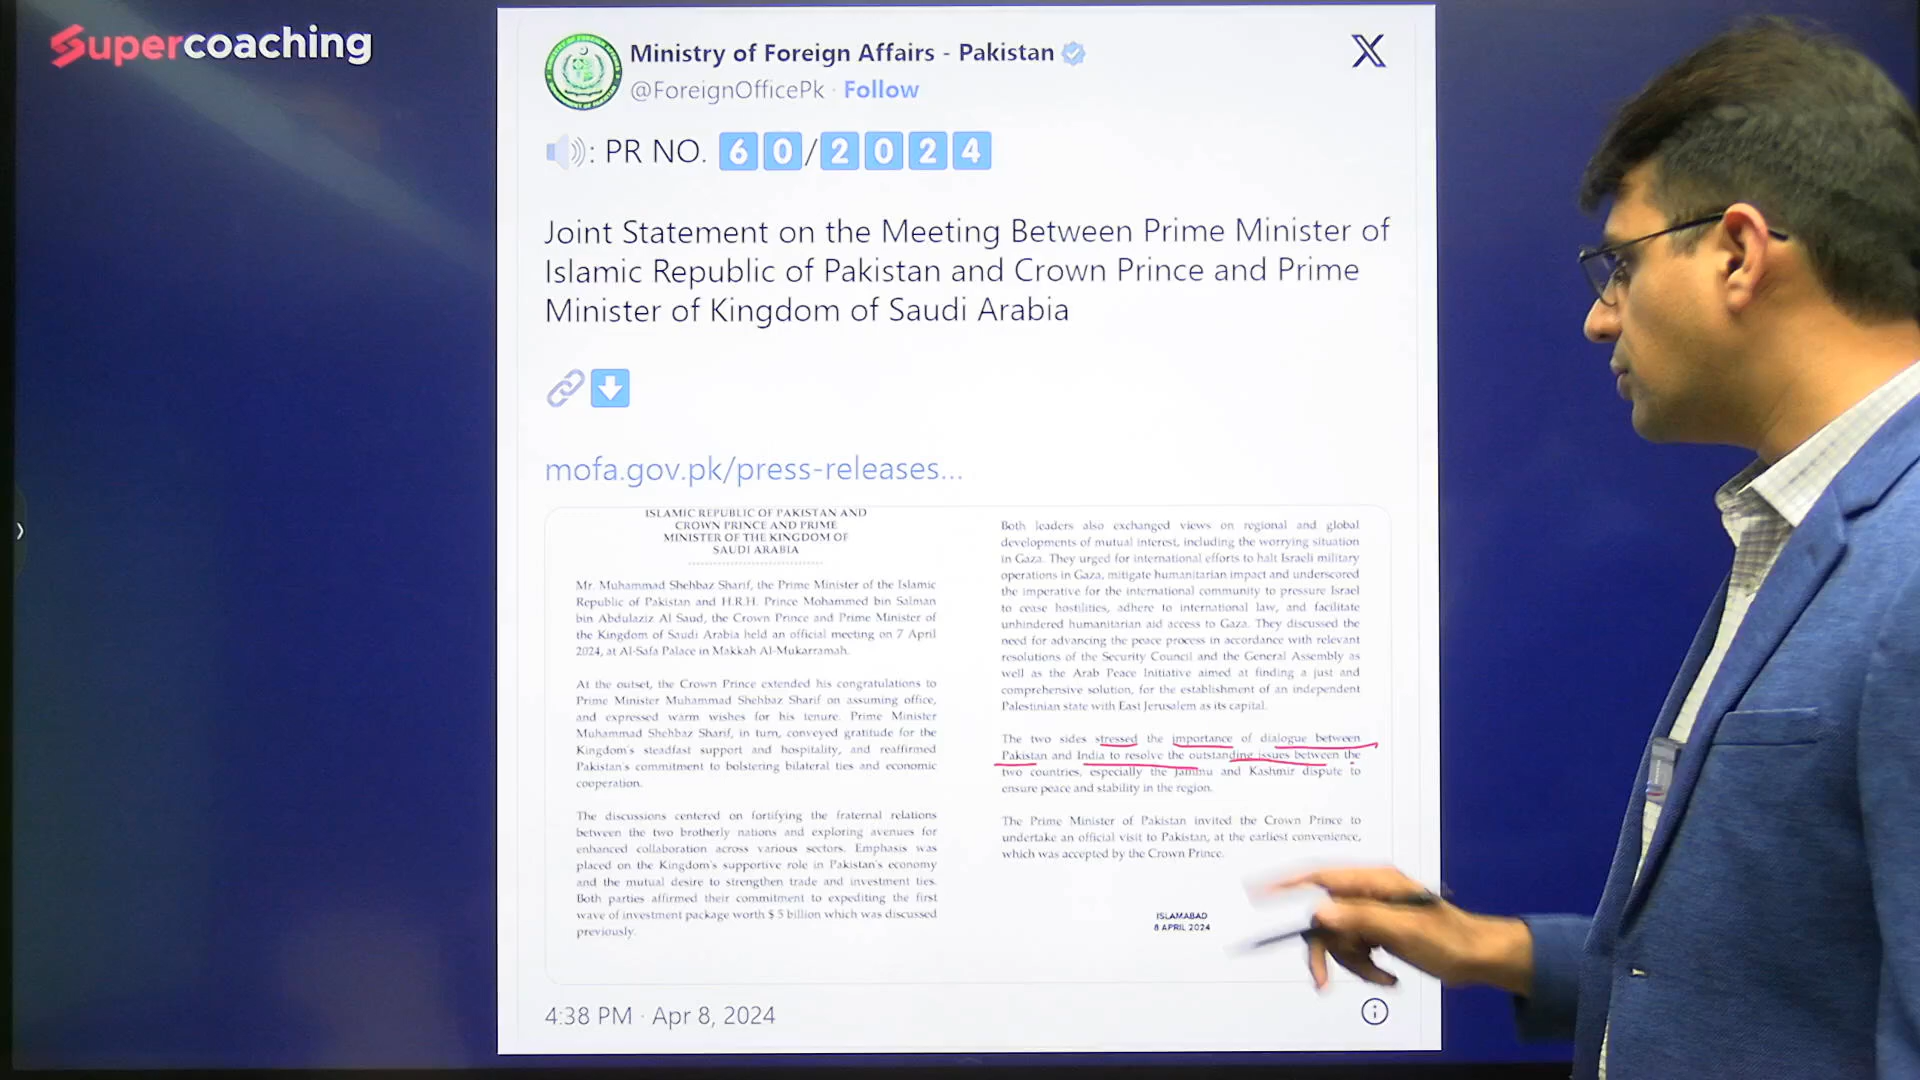 Supercoaching
Ministry of Foreign Affairs - Pakistan
@ForeignOfficePk · Follow
: PR NO. 60/2024
Joint Statement on the Meeting Between Prime Minister of
Islamic Republic of Pakistan and Crown Prince and Prime
Minister of Kingdom of Saudi Arabia
mofa.gov.pk/press-releases...
ISLAMIC REPUBLIC OF PAKISTAN AND
CROWN PRINCE AND PRIME
MINISTER OF THE KINGDOM OF
SAUDI ARABIA
Mr. Muhammad Shehbaz Sharif, the Prime Minister of the Islamic
Republic of Pakistan and H.R.H. Prince Mohammed bin Salman
bin Abdulaziz Al Saud, the Crown Prince and Prime Minister of
the Kingdom of Saudi Arabia held an official meeting on 7 April
2024, at Al-Safa Palace in Makkah Al-Mukarramah.
At the outset, the Crown Prince extended his congratulations to
Prime Minister Muhammad Shehbaz Sharif on assuming office,
and expressed warm wishes for his tenure. Prime Minister
Muhammad Shehbaz Sharif, in turn, conveyed gratitude for the
Kingdom's steadfast support and hospitality, and reaffirmed
Pakistan's commitment to bolstering bilateral ties and economic
cooperation.
The discussions centered on fortifying the fraternal relations
between the two brotherly nations and exploring avenues for
enhanced collaboration across various sectors. Emphasis was
placed on the Kingdom's supportive role in Pakistan's economy
and the mutual desire to strengthen trade and investment ties.
Both parties affirmed their commitment to expediting the first
wave of investment package worth $ 5 billion which was discussed
previously.
Both leaders also exchanged views on regional and global
developments of mutual interest, including the worrying situation
in Gaza. They urged for international efforts to halt Israeli military
operations in Gaza, mitigate humanitarian impact and underscored
the imperative for the international community to pressure Israel
to cease hostilities, adhere to international law, and facilitate
unhindered humanitarian aid access to Gaza. They discussed the
need for advancing the peace process in accordance with relevant
resolutions of the Security Council and the General Assembly as
well as the Arab Peace Initiative aimed at finding a just and
comprehensive solution, for the establishment of an independent
Palestinian state with East Jerusalem as its capital.
The two sides stressed the importance of dialogue between
Pakistan and India to resolve the outstanding issues between the
two countries, especially the Jammu and Kashmir dispute to
ensure peace and stability in the region.
The Prime Minister of Pakistan invited the Crown Prince to
undertake an official visit to Pakistan, at the earliest convenience,
which was accepted by the Crown Prince.
ISLAMABAD
8 APRIL 2024
4:38 PM · Apr 8, 2024